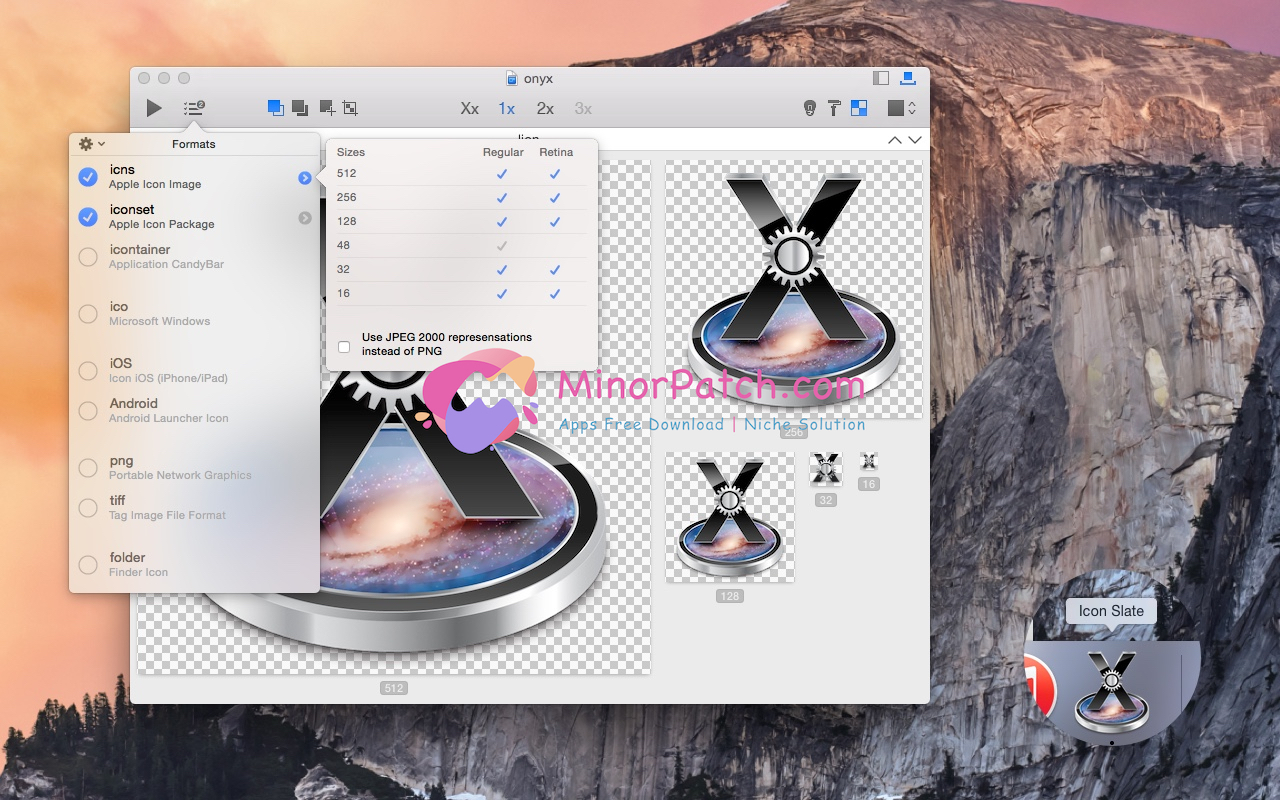 onyx
2
Xx 1x 2x 3x
lion
Formats
icns
Apple Icon Image
iconset
Apple Icon Package
icontainer
Application CandyBar
ico
Microsoft Windows
iOS
Icon iOS (iPhone/iPad)
Android
Android Launcher Icon
png
Portable Network Graphics
tiff
Tag Image File Format
folder
Finder Icon
Sizes Regular Retina
512
256
128
48
32
16
Use JPEG 2000 represensations
instead of PNG
MinorPatch.com
Apps Free Download | Niche Solution
256
32
16
128
512
Icon Slate